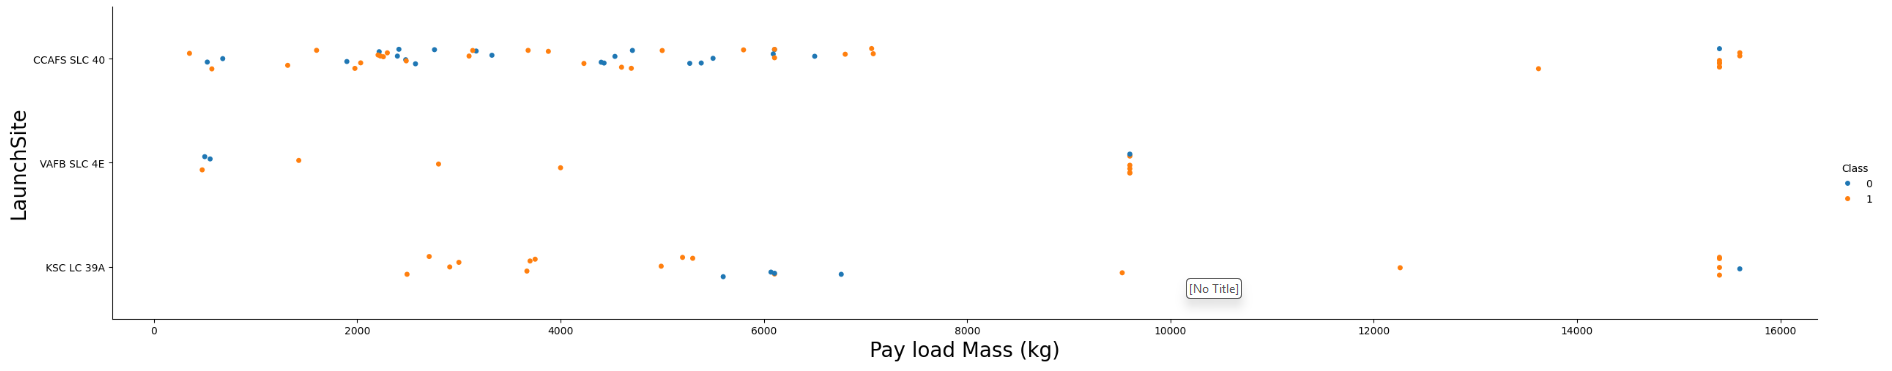 LaunchSite
CCAFS SLC 40
VAFB SLC 4E
KSC LC 39A
0 2000 4000 6000 8000 10000 12000 14000 16000
Pay load Mass (kg)
[No Title]
Class
0
1